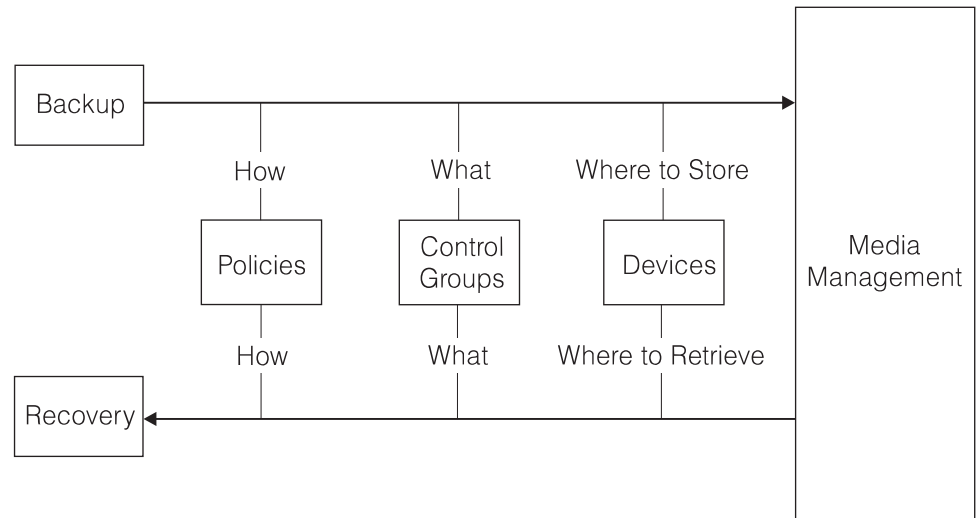 Backup
How
What
Where to Store
Policies
Control
Groups
Devices
Media
Management
How
What
Where to Retrieve
Recovery